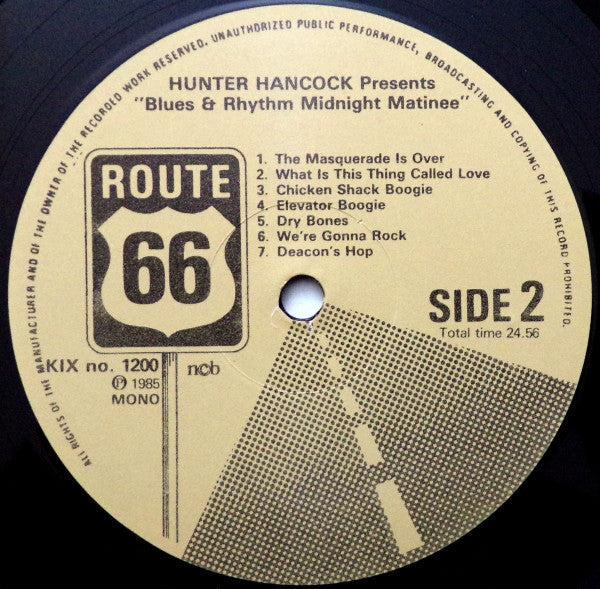 ALL RIGHTS OF THE MANUFACTURER AND OF THE OWNER OF THE RECORDED WORK RESERVED. UNAUTHORIZED PUBLIC PERFORMANCE, BROADCASTING AND COPYING OF THIS RECORD PROHIBITED.
HUNTER HANCOCK Presents
"Blues & Rhythm Midnight Matinee"
ROUTE
66
1. The Masquerade Is Over
2. What Is This Thing Called Love
3. Chicken Shack Boogie
4. Elevator Boogie
5. Dry Bones
6. We're Gonna Rock
7. Deacon's Hop
SIDE 2
Total time 24.56
KIX no. 1200
ncb
℗ 1985
MONO